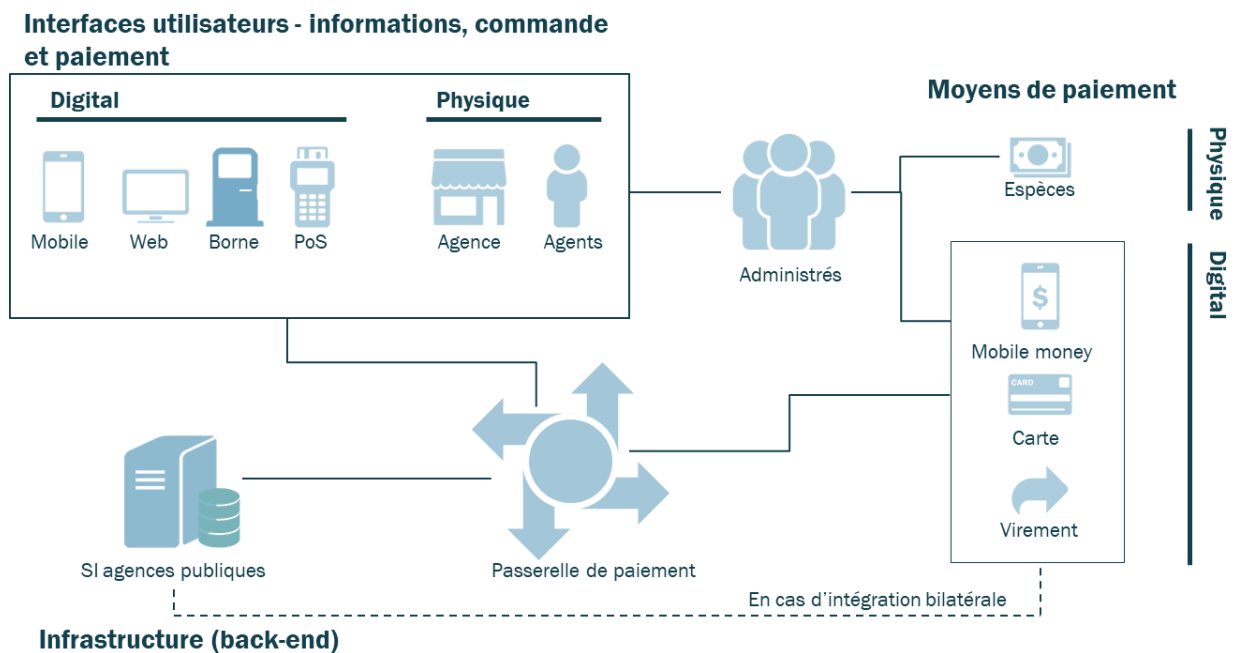 Interfaces utilisateurs - informations, commande
et paiement
Digital
Physique
Mobile
Web
Borne
PoS
Agence
Agents
Administrés
Moyens de paiement
Espèces
Physique
Digital
$
Mobile money
CARD
Carte
Virement
SI agences publiques
Passerelle de paiement
En cas d'intégration bilatérale
Infrastructure (back-end)